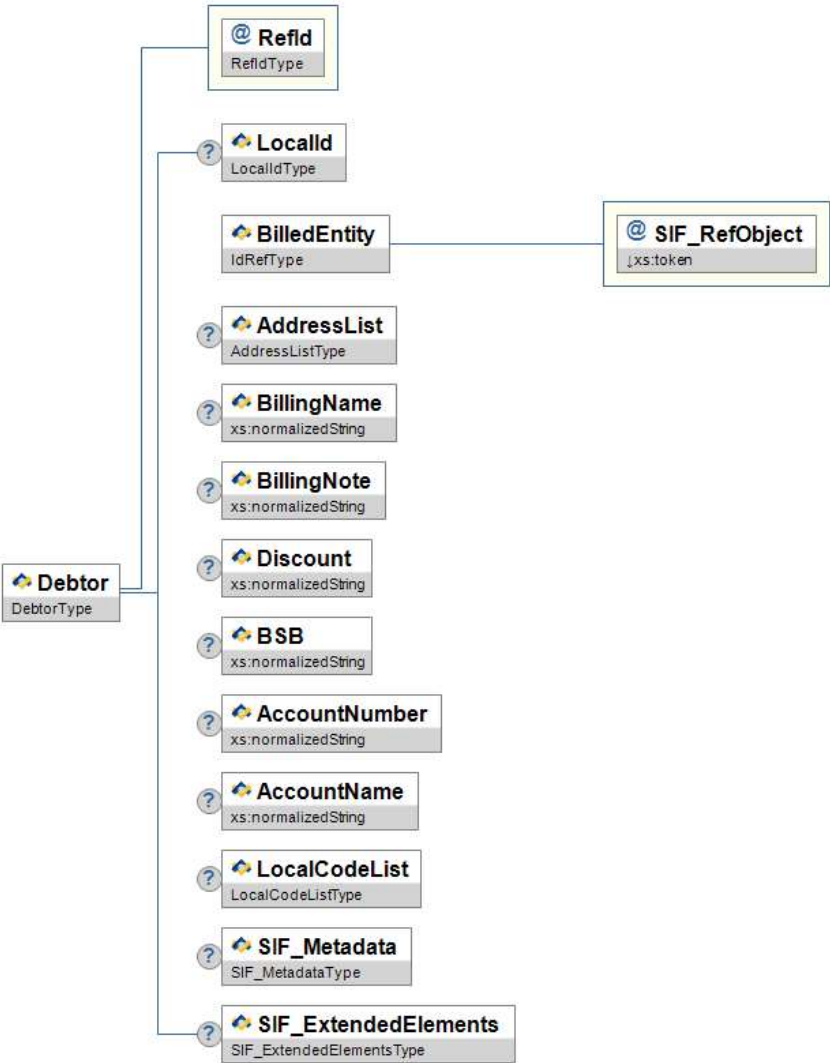 @ RefId
RefIdType
? LocalId
LocalIdType
BilledEntity
IdRefType
@ SIF_RefObject
↓xs:token
? AddressList
AddressListType
? BillingName
xs:normalizedString
? BillingNote
xs:normalizedString
? Discount
xs:normalizedString
Debtor
DebtorType
? BSB
xs:normalizedString
? AccountNumber
xs:normalizedString
? AccountName
xs:normalizedString
? LocalCodeList
LocalCodeListType
? SIF_Metadata
SIF_MetadataType
? SIF_ExtendedElements
SIF_ExtendedElementsType